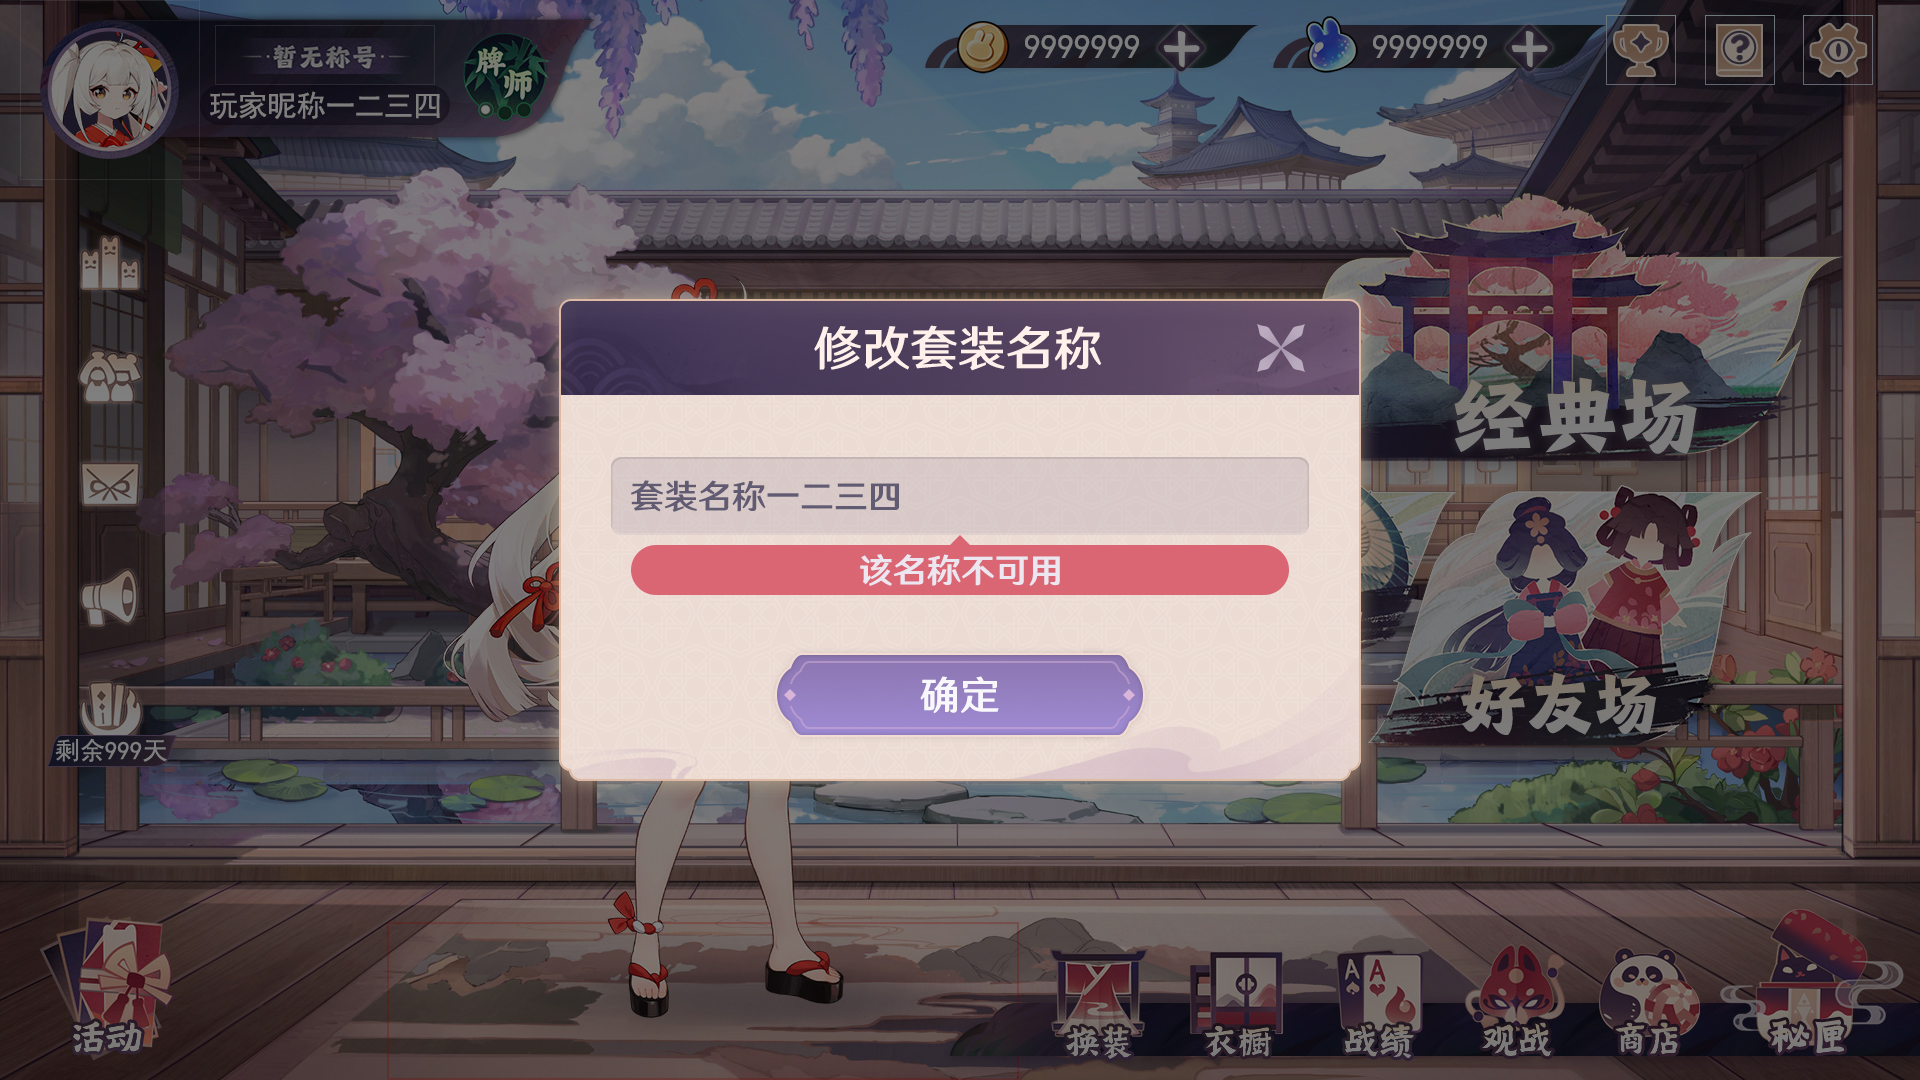 暂无称号
玩家昵称一二三四
牌师
9999999
9999999
修改套装名称
套装名称一二三四
该名称不可用
确定
经典场
好友场
剩余999天
活动
换装
衣橱
A
A
战绩
观战
商店
秘匣